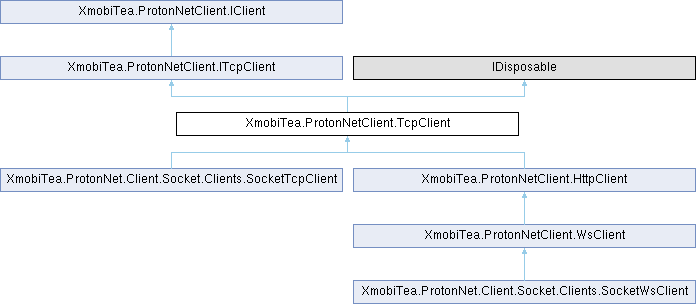 XmobiTea.ProtonNetClient.IClient
XmobiTea.ProtonNetClient.ITcpClient
IDisposable
XmobiTea.ProtonNetClient.TcpClient
XmobiTea.ProtonNet.Client.Socket.Clients.SocketTcpClient
XmobiTea.ProtonNetClient.HttpClient
XmobiTea.ProtonNetClient.WsClient
XmobiTea.ProtonNet.Client.Socket.Clients.SocketWsClient